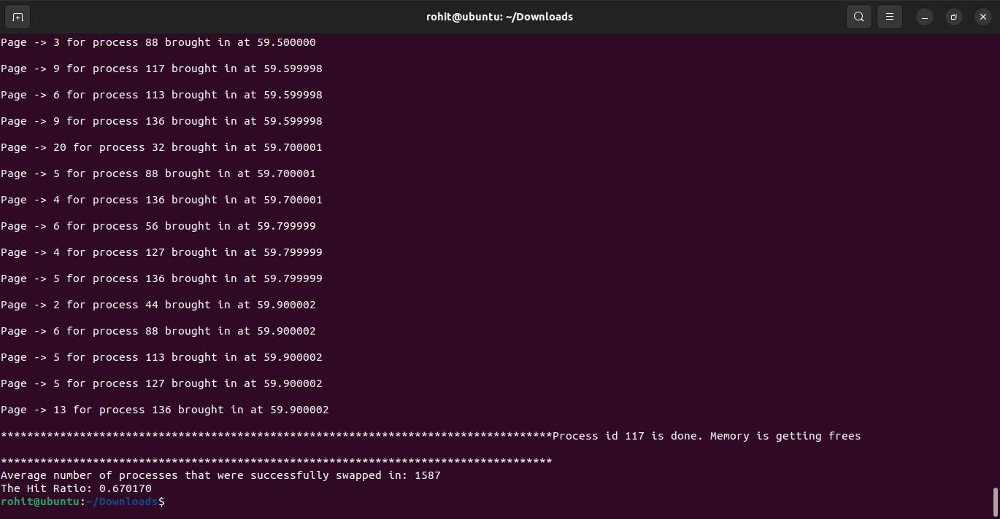 rohit@ubuntu: ~/Downloads
Page -> 3 for process 88 brought in at 59.500000
Page -> 9 for process 117 brought in at 59.599998
Page -> 6 for process 113 brought in at 59.599998
Page -> 9 for process 136 brought in at 59.599998
Page -> 20 for process 32 brought in at 59.700001
Page -> 5 for process 88 brought in at 59.700001
Page -> 4 for process 136 brought in at 59.700001
Page -> 6 for process 56 brought in at 59.799999
Page -> 4 for process 127 brought in at 59.799999
Page -> 5 for process 136 brought in at 59.799999
Page -> 2 for process 44 brought in at 59.900002
Page -> 6 for process 88 brought in at 59.900002
Page -> 5 for process 113 brought in at 59.900002
Page -> 5 for process 127 brought in at 59.900002
Page -> 13 for process 136 brought in at 59.900002
************************************************************************************Process id 117 is done. Memory is getting frees
************************************************************************************
Average number of processes that were successfully swapped in: 1587
The Hit Ratio: 0.670170
rohit@ubuntu:~/Downloads$